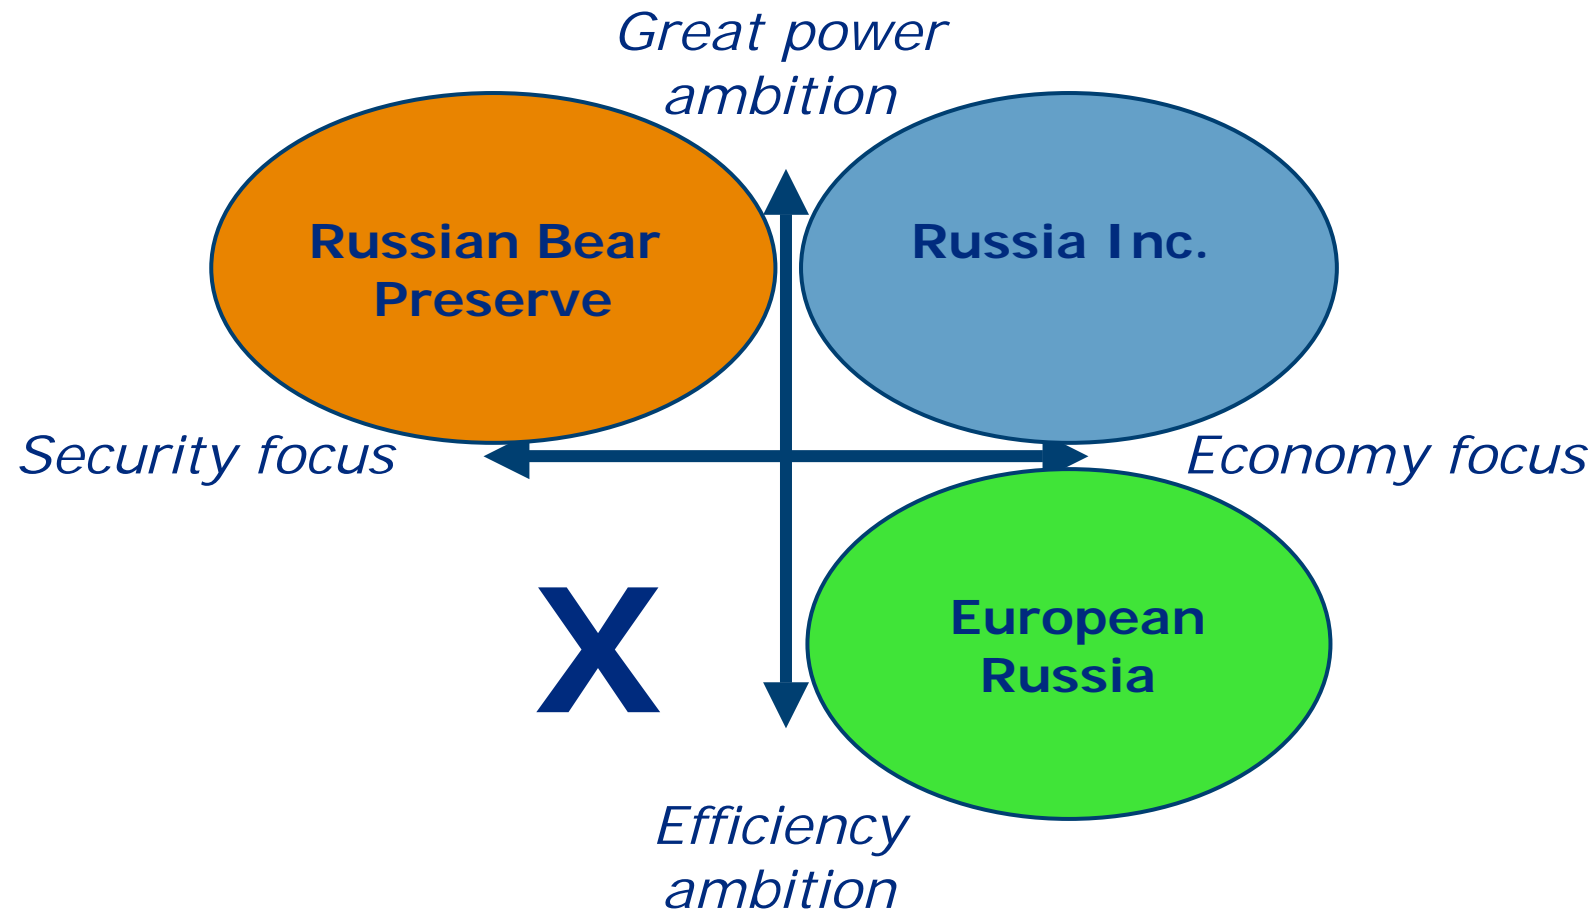 Great power
ambition
Russian Bear
Preserve
Russia Inc.
Security focus
Economy focus
X
European
Russia
Efficiency
ambition